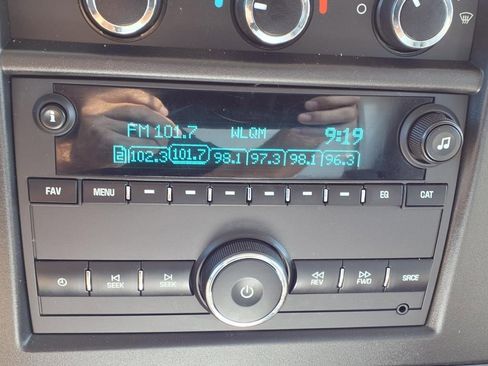 FM 101.7 WLQM 9:19
2 102.3 101.7 98.1 97.3 98.1 96.3
FAV MENU EQ CAT
SEEK SEEK REV FWD SRCE